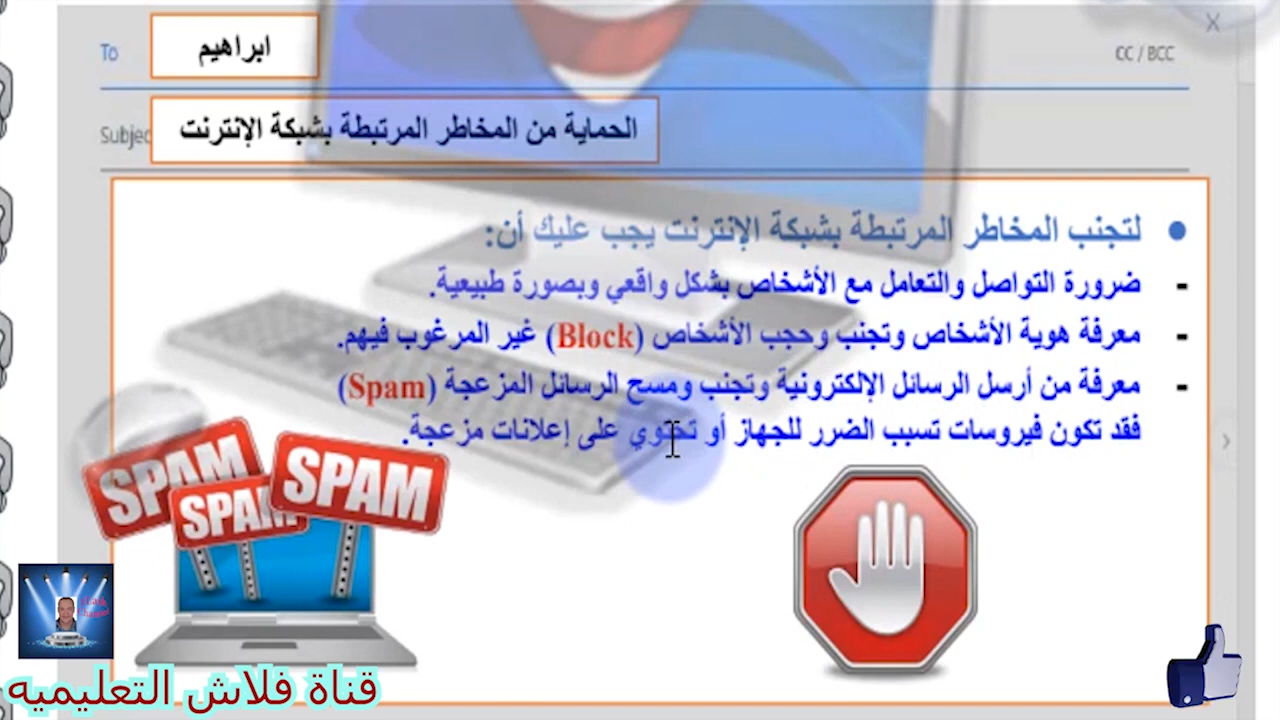 To
ابراهيم
CC / BCC
X
Subjec
الحماية من المخاطر المرتبطة بشبكة الإنترنت
● لتجنب المخاطر المرتبطة بشبكة الإنترنت يجب عليك أن:
- ضرورة التواصل والتعامل مع الأشخاص بشكل واقعي وبصورة طبيعية.
- معرفة هوية الأشخاص وتجنب وحجب الأشخاص (Block) غير المرغوب فيهم.
- معرفة من أرسل الرسائل الإلكترونية وتجنب ومسح الرسائل المزعجة (Spam)
فقد تكون فيروسات تسبب الضرر للجهاز أو تحتوي على إعلانات مزعجة.
SPAM
SPAM
SPAM
قناة فلاش التعليميه